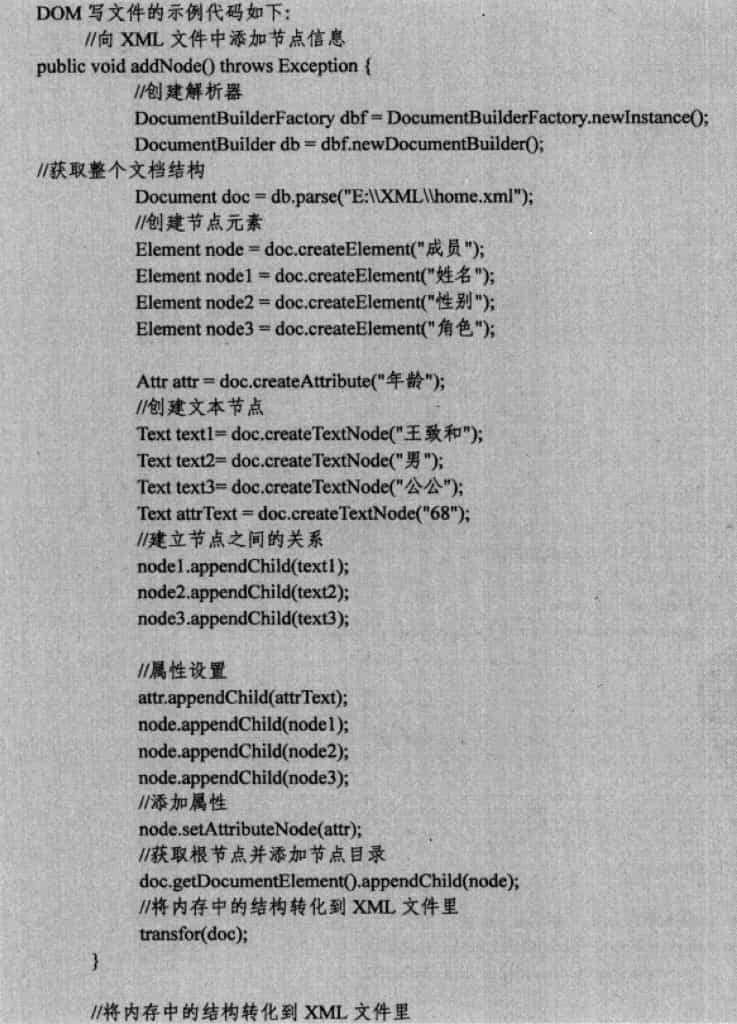 DOM 写文件的示例代码如下:
//向 XML 文件中添加节点信息
public void addNode() throws Exception {
//创建解析器
DocumentBuilderFactory dbf = DocumentBuilderFactory.newInstance();
DocumentBuilder db = dbf.newDocumentBuilder();
//获取整个文档结构
Document doc = db.parse("E:\\XML\\home.xml");
//创建节点元素
Element node = doc.createElement("成员");
Element node1 = doc.createElement("姓名");
Element node2 = doc.createElement("性别");
Element node3 = doc.createElement("角色");
Attr attr = doc.createAttribute("年龄");
//创建文本节点
Text text1= doc.createTextNode("王致和");
Text text2= doc.createTextNode("男");
Text text3= doc.createTextNode("公公");
Text attrText = doc.createTextNode("68");
//建立节点之间的关系
node1.appendChild(text1);
node2.appendChild(text2);
node3.appendChild(text3);
//属性设置
attr.appendChild(attrText);
node.appendChild(node1);
node.appendChild(node2);
node.appendChild(node3);
//添加属性
node.setAttributeNode(attr);
//获取根节点并添加节点目录
doc.getDocumentElement().appendChild(node);
//将内存中的结构转化到 XML 文件里
transfor(doc);
}
//将内存中的结构转化到 XML 文件里